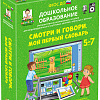 ДОШКОЛЬНОЕ
ОБРАЗОВАНИЕ
СМОТРИ И ГОВОРИ.
МОЙ ПЕРВЫЙ СЛОВАРЬ
5-7